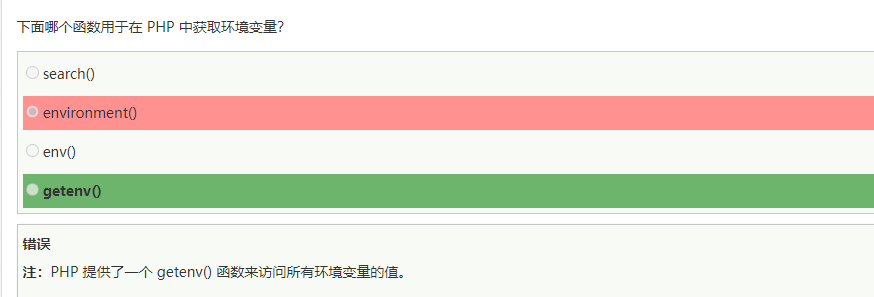 下面哪个函数用于在 PHP 中获取环境变量?
search()
environment()
env()
getenv()
错误
注：PHP 提供了一个 getenv() 函数来访问所有环境变量的值。